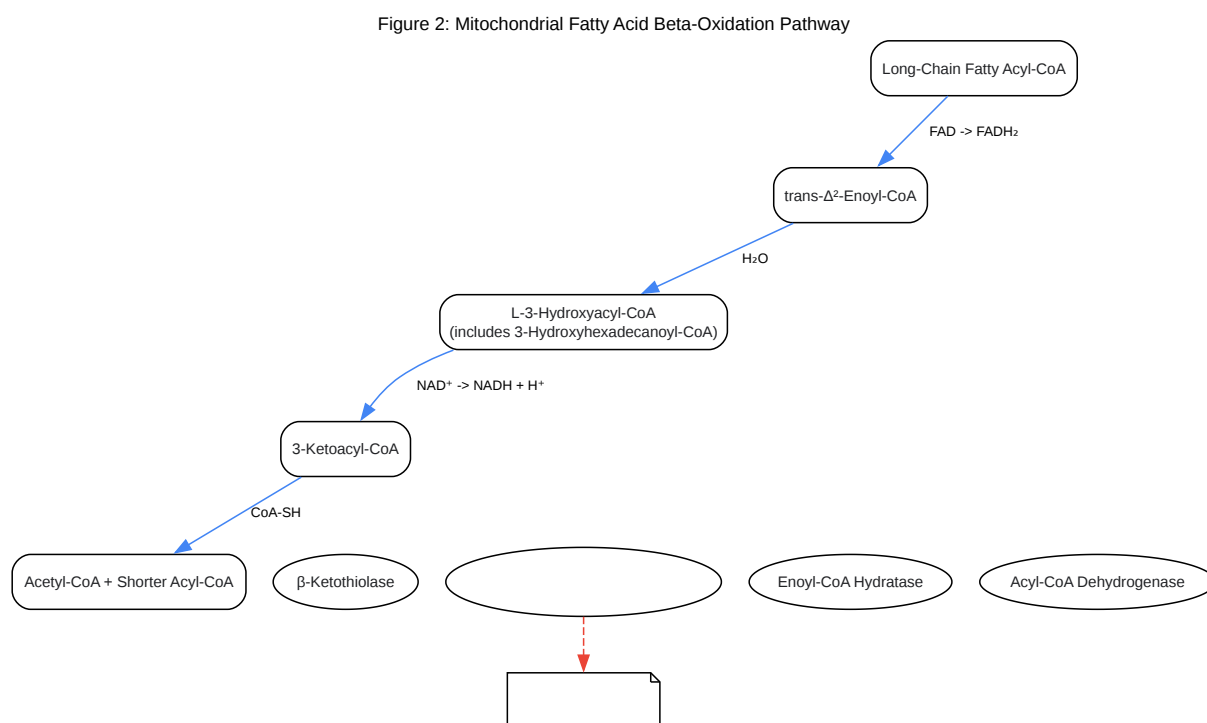 Figure 2: Mitochondrial Fatty Acid Beta-Oxidation Pathway
Long-Chain Fatty Acyl-CoA
FAD -> FADH₂
trans-Δ²-Enoyl-CoA
H₂O
L-3-Hydroxyacyl-CoA
(includes 3-Hydroxyhexadecanoyl-CoA)
NAD⁺ -> NADH + H⁺
3-Ketoacyl-CoA
CoA-SH
Acetyl-CoA + Shorter Acyl-CoA
β-Ketothiolase
Enoyl-CoA Hydratase
Acyl-CoA Dehydrogenase